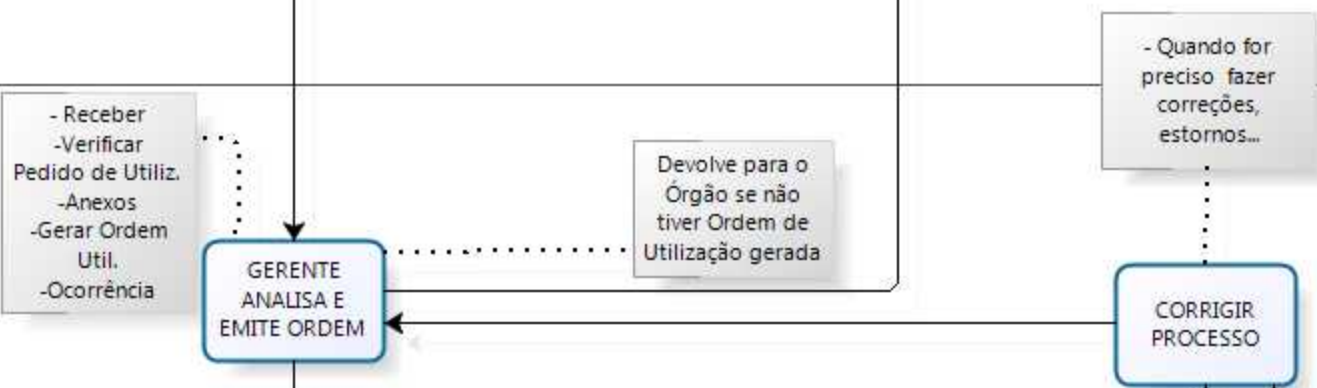 - Receber
-Verificar
Pedido de Utiliz.
-Anexos
-Gerar Ordem
Util.
-Ocorrência
GERENTE
ANALISA E
EMITE ORDEM
Devolve para o
Órgão se não
tiver Ordem de
Utilização gerada
- Quando for
preciso fazer
correções,
estornos...
CORRIGIR
PROCESSO